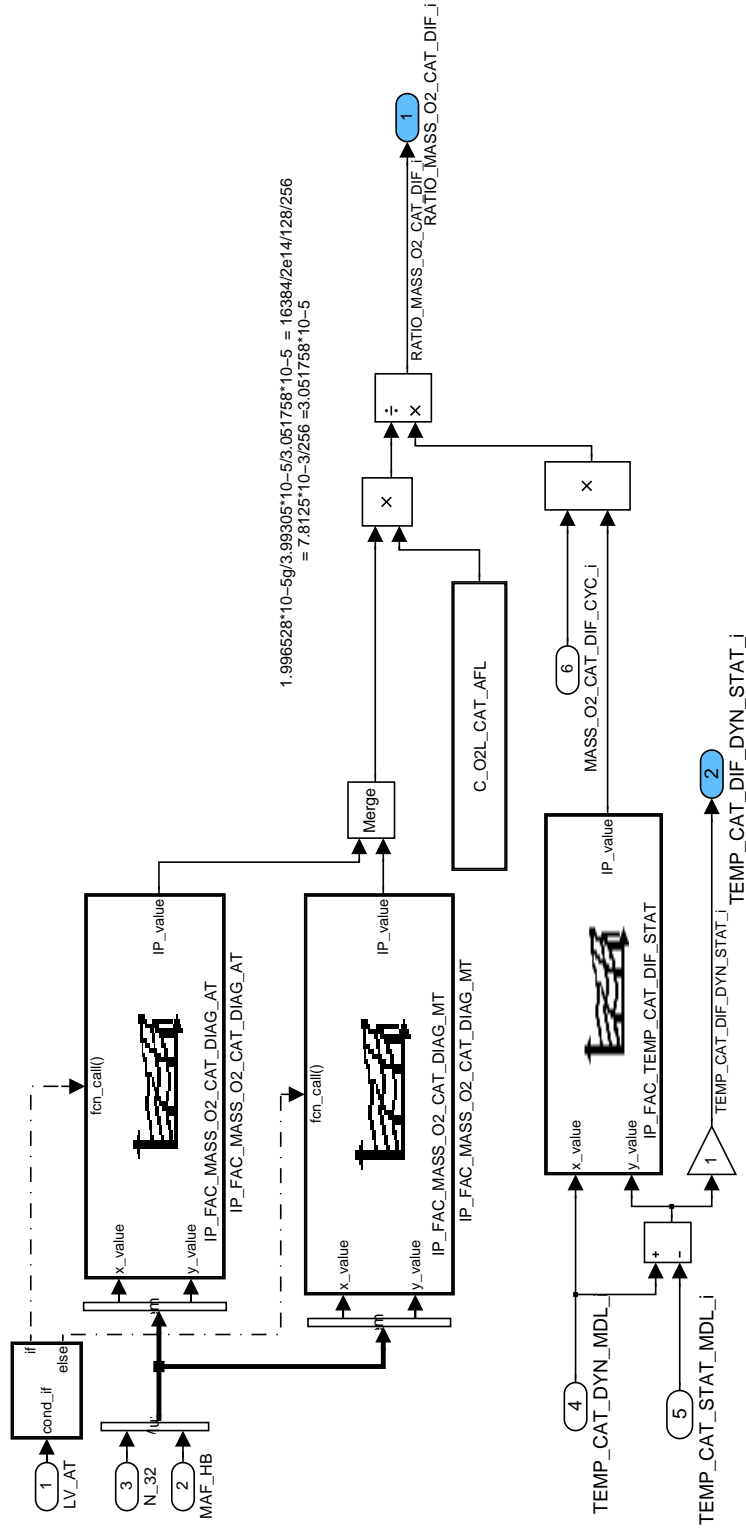 1
LV_AT
cond_if
if
else
3
N_32
2
MAF_HB
x_value
y_value
fcn_call()
IP_value
IP_FAC_MASS_O2_CAT_DIAG_AT
IP_FAC_MASS_O2_CAT_DIAG_AT
x_value
y_value
fcn_call()
IP_value
IP_FAC_MASS_O2_CAT_DIAG_MT
IP_FAC_MASS_O2_CAT_DIAG_MT
Merge
1.996528*10−5g/3.99305*10−5/3.051758*10−5 = 16384/2e14/128/256
= 7.8125*10−3/256 =3.051758*10−5
C_O2L_CAT_AFL
×
÷
×
RATIO_MASS_O2_CAT_DIF_i
1
RATIO_MASS_O2_CAT_DIF_i
4
TEMP_CAT_DYN_MDL_i
5
TEMP_CAT_STAT_MDL_i
+
−
x_value
y_value
IP_value
IP_FAC_TEMP_CAT_DIF_STAT
6
MASS_O2_CAT_DIF_CYC_i
×
1
TEMP_CAT_DIF_DYN_STAT_i
2
TEMP_CAT_DIF_DYN_STAT_i